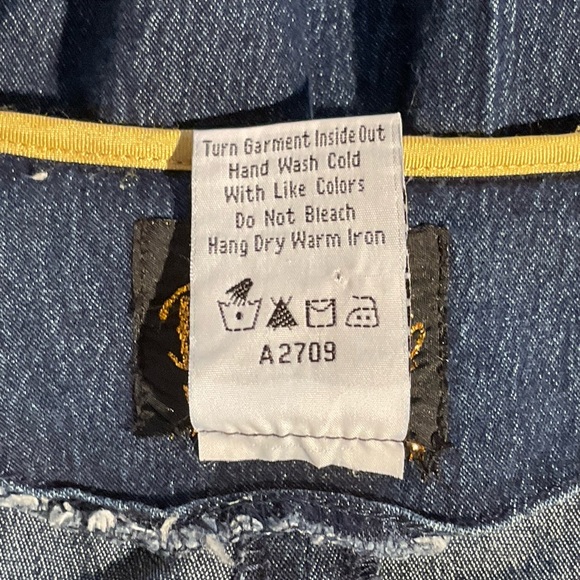 Turn Garment Inside Out
Hand Wash Cold
With Like Colors
Do Not Bleach
Hang Dry Warm Iron
A2709